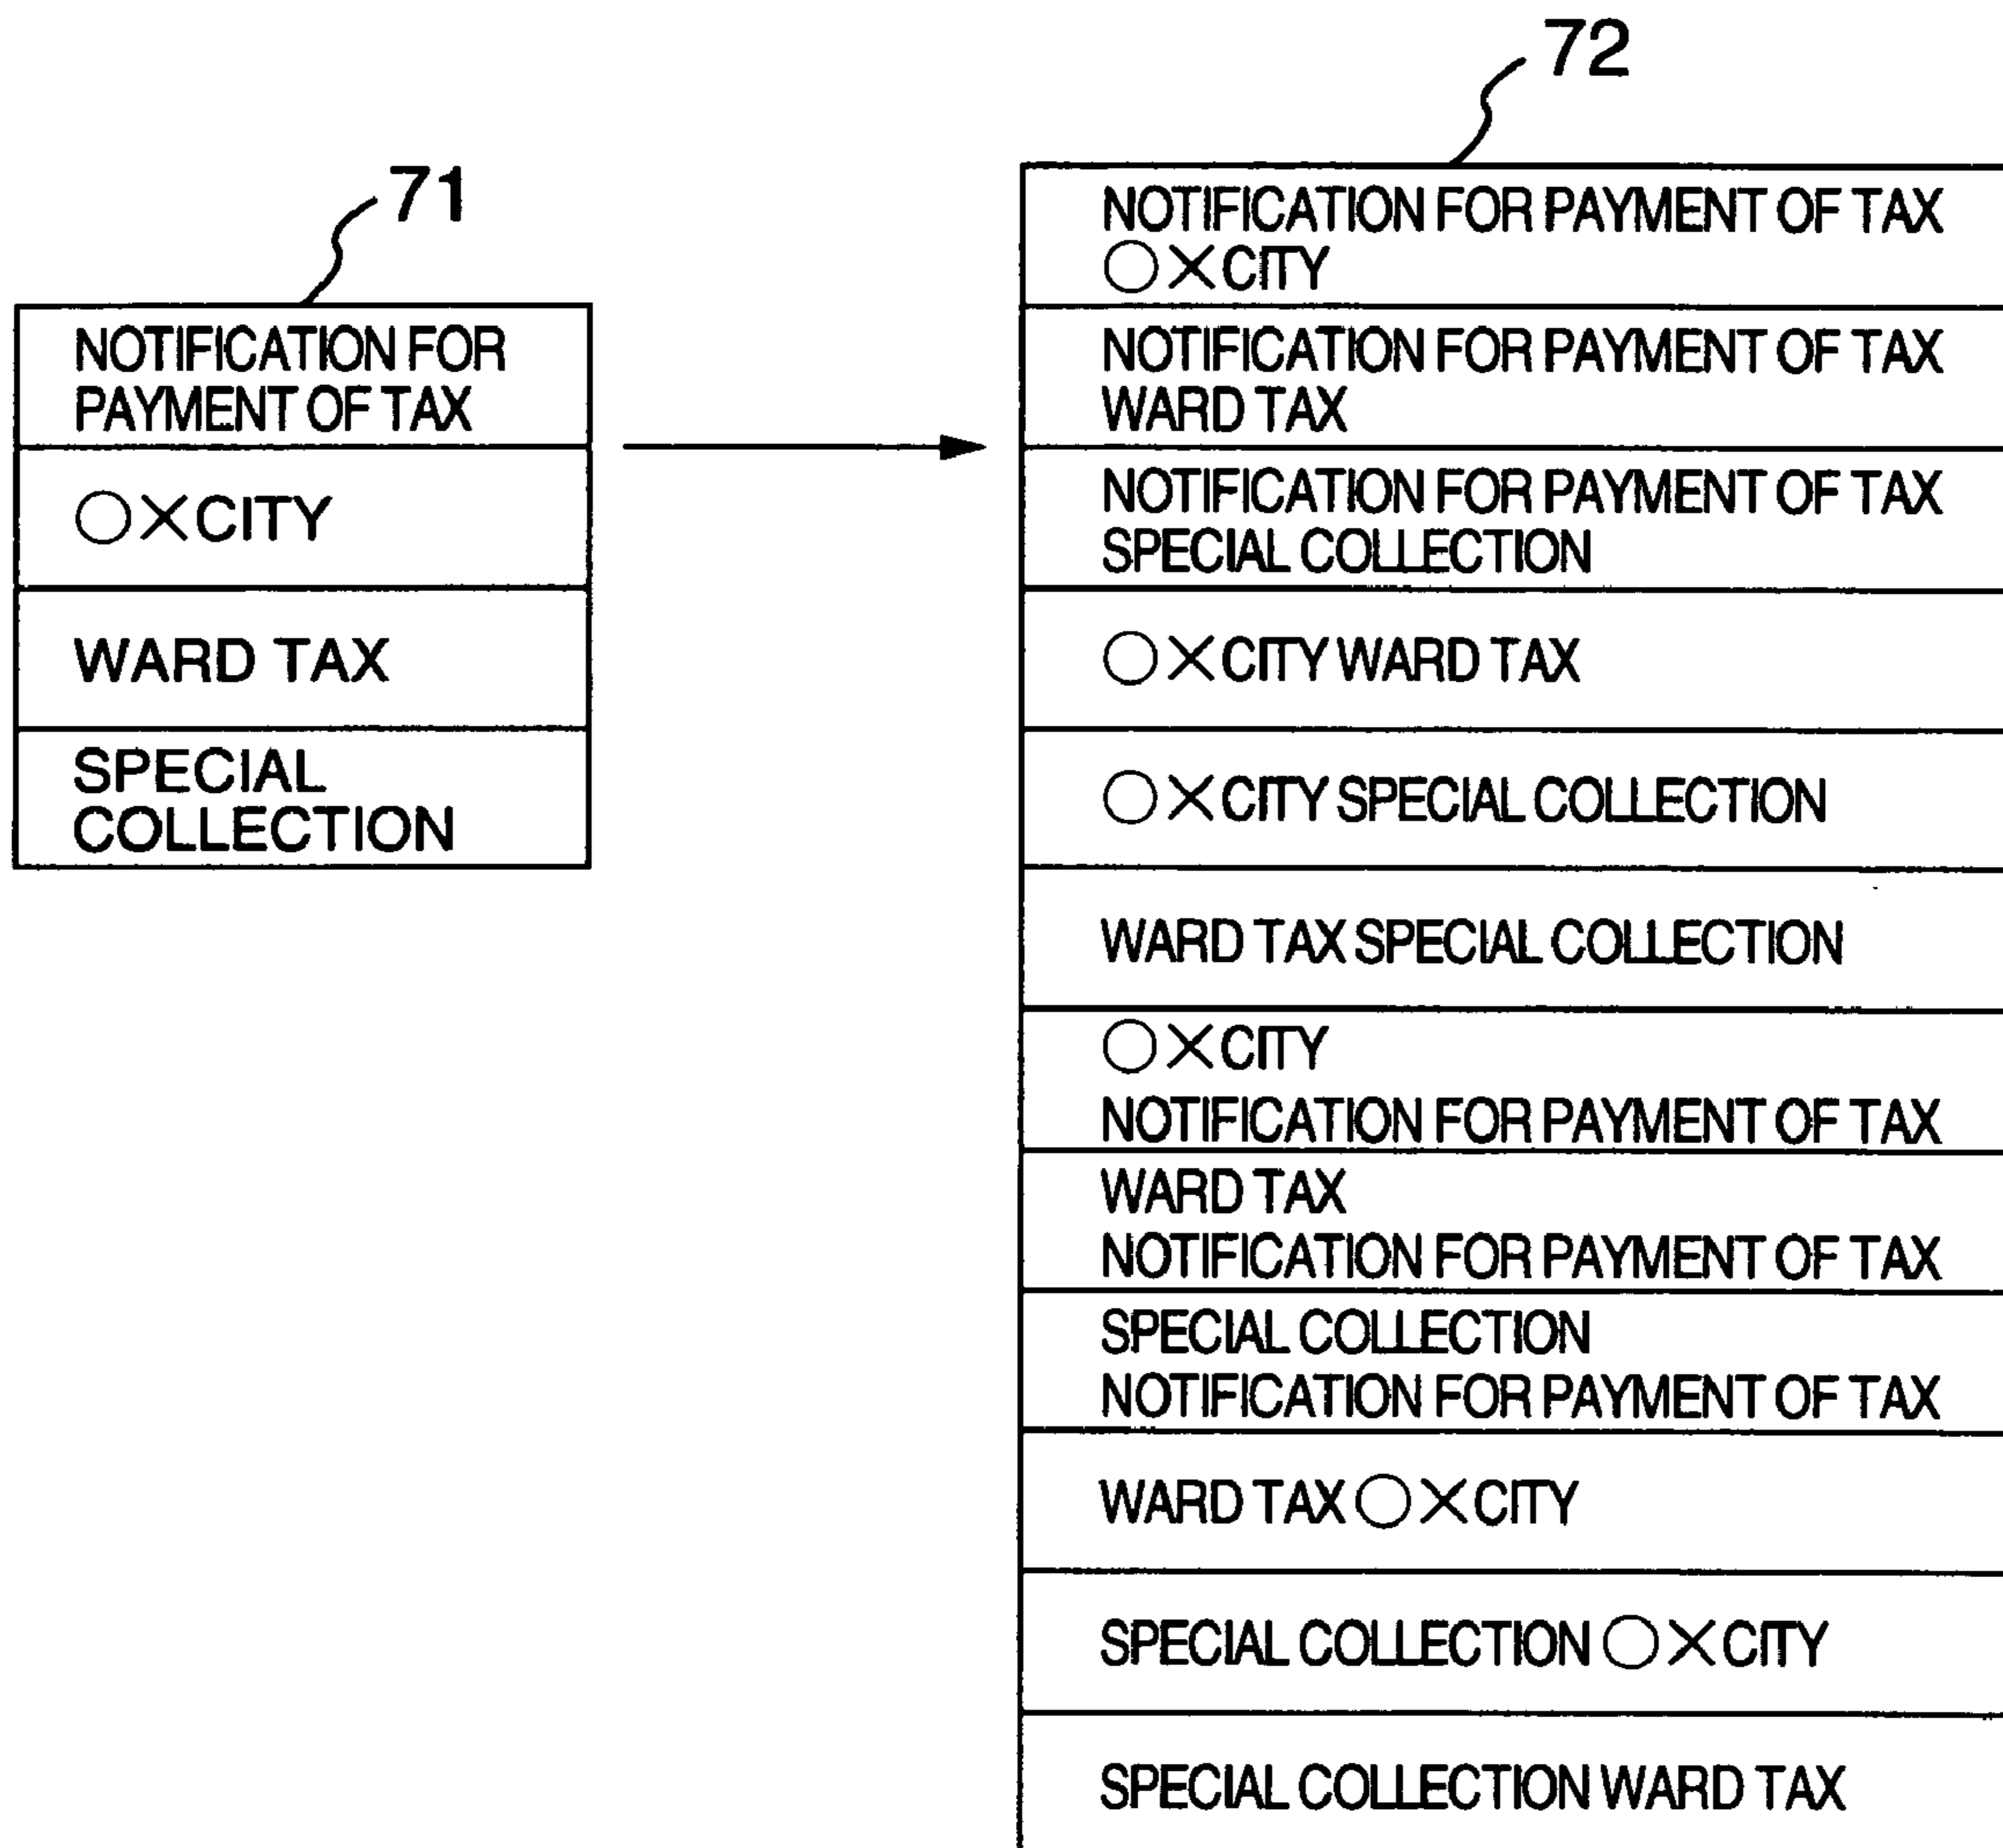 72
71
NOTIFICATION FOR
PAYMENT OF TAX
○×CITY
WARD TAX
SPECIAL
COLLECTION
NOTIFICATION FOR PAYMENT OF TAX
○×CITY
NOTIFICATION FOR PAYMENT OF TAX
WARD TAX
NOTIFICATION FOR PAYMENT OF TAX
SPECIAL COLLECTION
○×CITY WARD TAX
○×CITY SPECIAL COLLECTION
WARD TAX SPECIAL COLLECTION
○×CITY
NOTIFICATION FOR PAYMENT OF TAX
WARD TAX
NOTIFICATION FOR PAYMENT OF TAX
SPECIAL COLLECTION
NOTIFICATION FOR PAYMENT OF TAX
WARD TAX ○×CITY
SPECIAL COLLECTION ○×CITY
SPECIAL COLLECTION WARD TAX